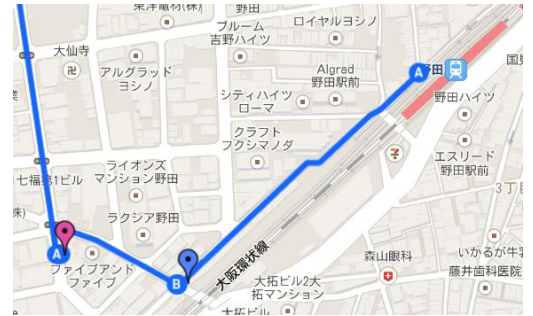 東洋電材(株)
野田
ブルーム
吉野ハイツ
ロイヤルヨシノ
大仙寺
卍
アルグラッド
ヨシノ
Algrad
野田駅前
野田
A
シティハイツ
ローマ
野田ハイツ
クラフト
フクシマノダ
エスリード
野田駅前
ライオンズ
マンション野田
七福第1ビル
3丁
ラクシア野田
大阪環状線
A
ファイブアンド
ファイブ
B
森山眼科
いかるが牛
藤井歯科医院
大拓ビル2大
拓マンション
大拓ビル